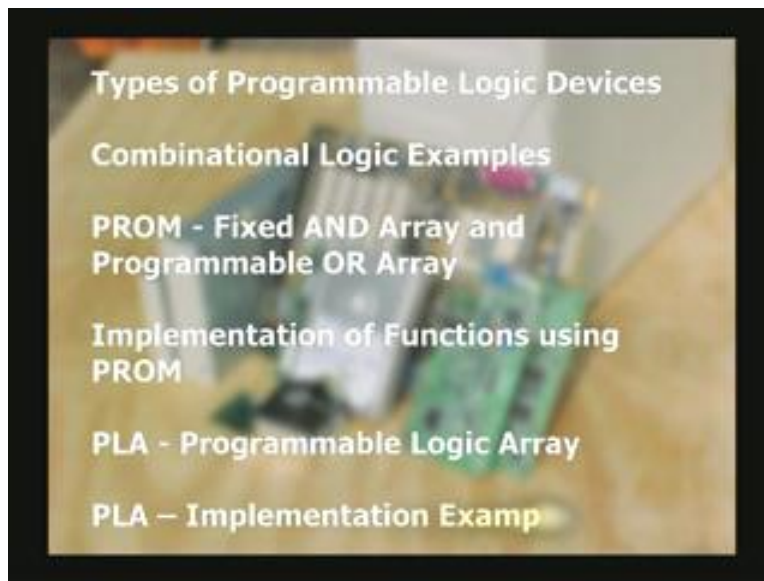 Types of Programmable Logic Devices
Combinational Logic Examples
PROM - Fixed AND Array and
Programmable OR Array
Implementation of Functions using
PROM
PLA - Programmable Logic Array
PLA – Implementation Examp